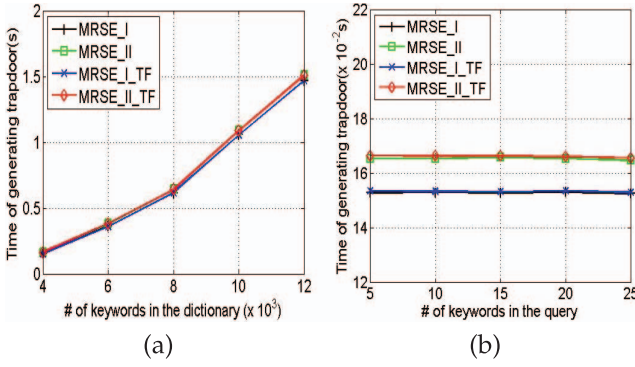 Time of generating trapdoor(s)
2
1.5
1
0.5
0
MRSE_I
MRSE_II
MRSE_I_TF
MRSE_II_TF
4 6 8 10 12
# of keywords in the dictionary (x 10³)
(a)
Time of generating trapdoor(x 10⁻²s)
22
20
18
16
14
12
MRSE_I
MRSE_II
MRSE_I_TF
MRSE_II_TF
5 10 15 20 25
# of keywords in the query
(b)